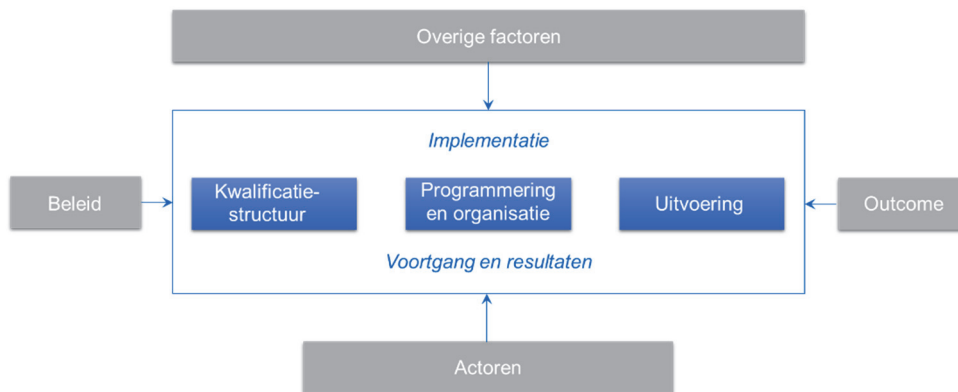 Overige factoren
Implementatie
Beleid
Kwalificatie-
structuur
Programmering
en organisatie
Uitvoering
Outcome
Voortgang en resultaten
Actoren